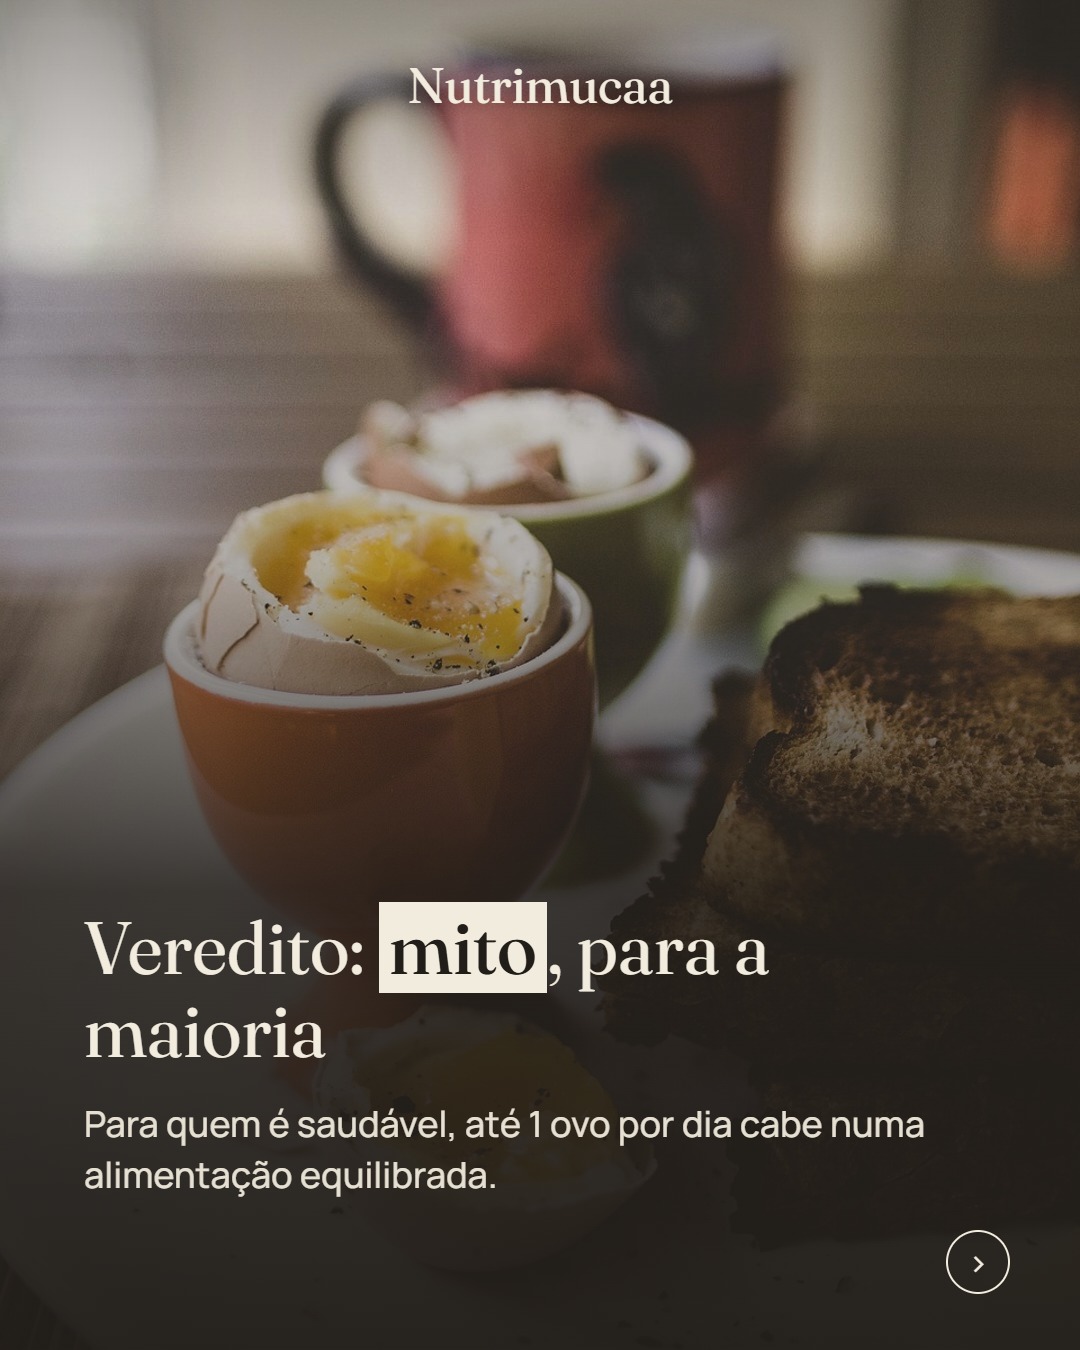 Nutrimucaa
Veredito: mito, para a
maioria
Para quem é saudável, até 1 ovo por dia cabe numa
alimentação equilibrada.